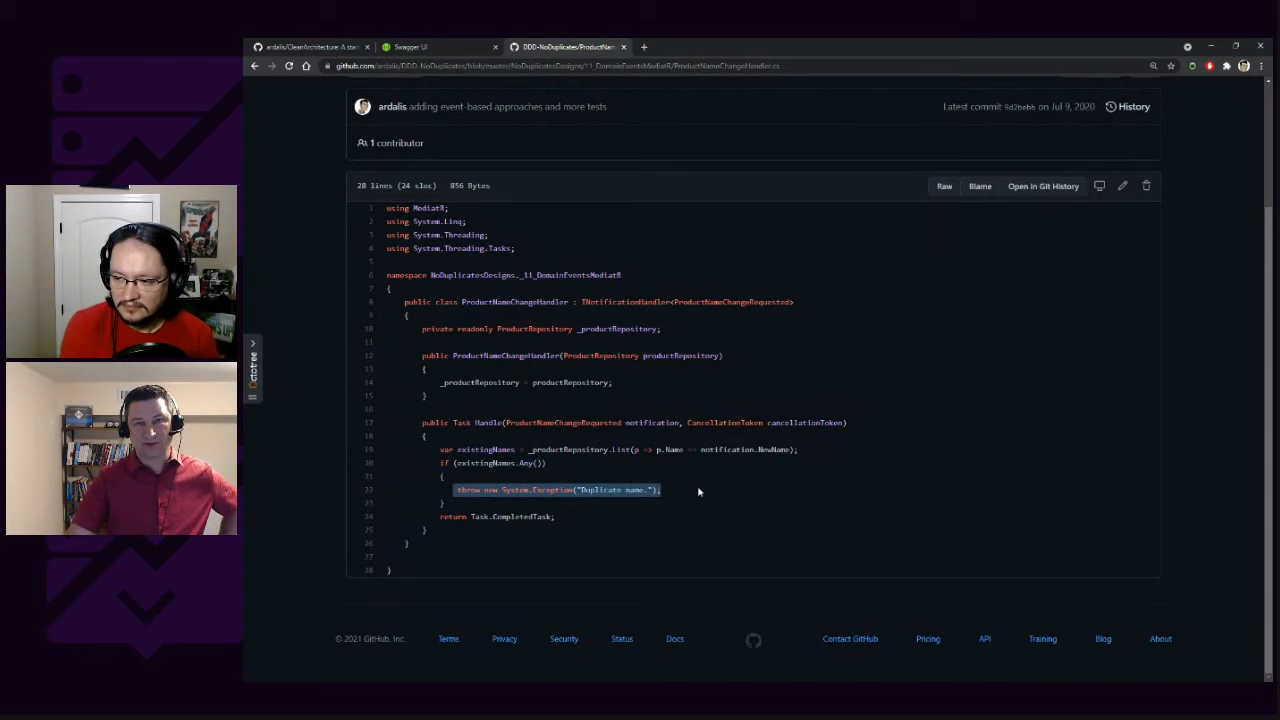 ardalis/CleanArchitecture: A star
Swagger UI
DDD-NoDuplicates/ProductNam
github.com/ardalis/DDD-NoDuplicates/blob/master/NoDuplicatesDesigns/11_DomainEventsMediatR/ProductNameChangeHandler.cs
ardalis adding event-based approaches and more tests
Latest commit 9d2bebb on Jul 9, 2020
History
1 contributor
28 lines (24 sloc) 856 Bytes
Raw
Blame
Open in Git History
Octotree
1 using MediatR;
2 using System.Linq;
3 using System.Threading;
4 using System.Threading.Tasks;
5
6 namespace NoDuplicatesDesigns._11_DomainEventsMediatR
7 {
8 public class ProductNameChangeHandler : INotificationHandler<ProductNameChangeRequested>
9 {
10 private readonly ProductRepository _productRepository;
11
12 public ProductNameChangeHandler(ProductRepository productRepository)
13 {
14 _productRepository = productRepository;
15 }
16
17 public Task Handle(ProductNameChangeRequested notification, CancellationToken cancellationToken)
18 {
19 var existingNames = _productRepository.List(p => p.Name == notification.NewName);
20 if (existingNames.Any())
21 {
22 throw new System.Exception("Duplicate name.");
23 }
24 return Task.CompletedTask;
25 }
26 }
27
28 }
© 2021 GitHub, Inc.
Terms
Privacy
Security
Status
Docs
Contact GitHub
Pricing
API
Training
Blog
About